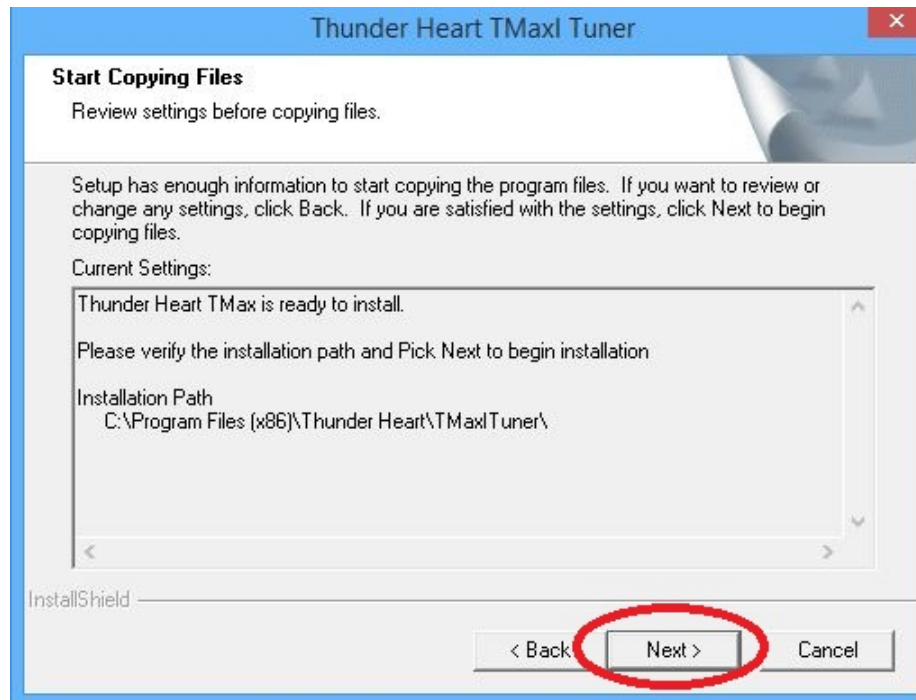 Thunder Heart TMaxI Tuner
Start Copying Files
Review settings before copying files.
Setup has enough information to start copying the program files. If you want to review or
change any settings, click Back. If you are satisfied with the settings, click Next to begin
copying files.
Current Settings:
Thunder Heart TMax is ready to install.
Please verify the installation path and Pick Next to begin installation
Installation Path
C:\Program Files (x86)\Thunder Heart\TMaxITuner\
InstallShield
< Back
Next >
Cancel